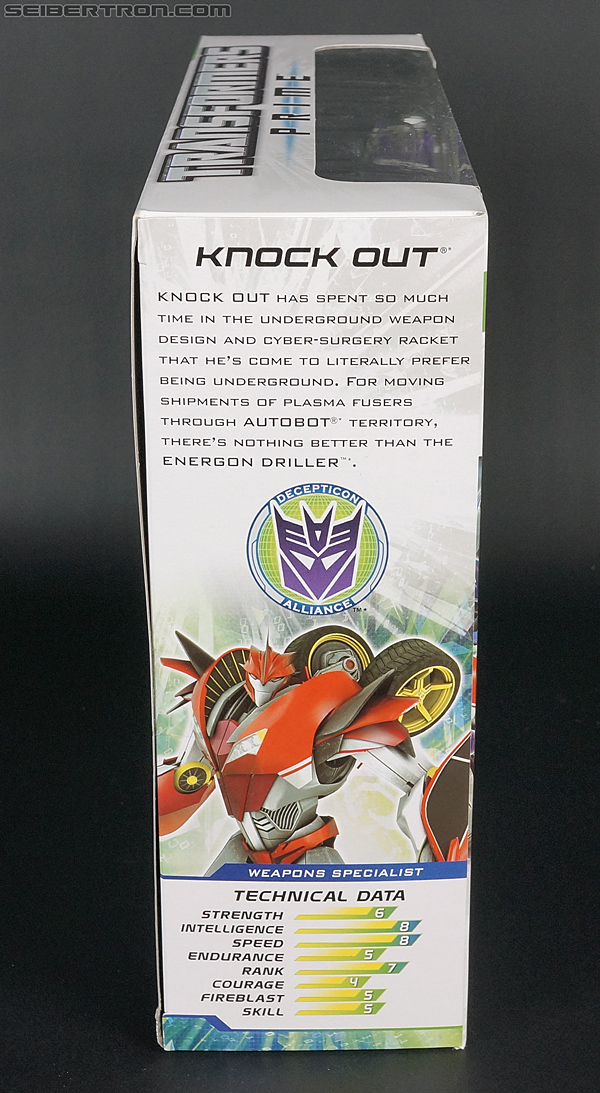 SEIBERTRON.COM
TRANSFORMERS
PRIME
KNOCK OUT®*
KNOCK OUT HAS SPENT SO MUCH
TIME IN THE UNDERGROUND WEAPON
DESIGN AND CYBER-SURGERY RACKET
THAT HE'S COME TO LITERALLY PREFER
BEING UNDERGROUND. FOR MOVING
SHIPMENTS OF PLASMA FUSERS
THROUGH AUTOBOT®* TERRITORY,
THERE'S NOTHING BETTER THAN THE
ENERGON DRILLER™*.
DECEPTICON
ALLIANCE
™*
WEAPONS SPECIALIST
TECHNICAL DATA
STRENGTH 6
INTELLIGENCE 8
SPEED 8
ENDURANCE 5
RANK 7
COURAGE 4
FIREBLAST 5
SKILL 5